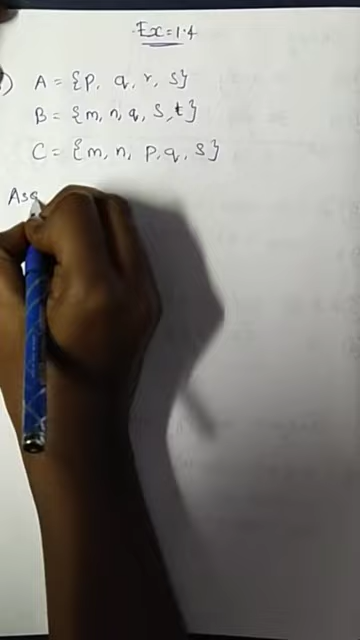 Ex = 1.4
) A = {p, q, r, s}
B = {m, n, q, s, t}
C = {m, n, p, q, s}